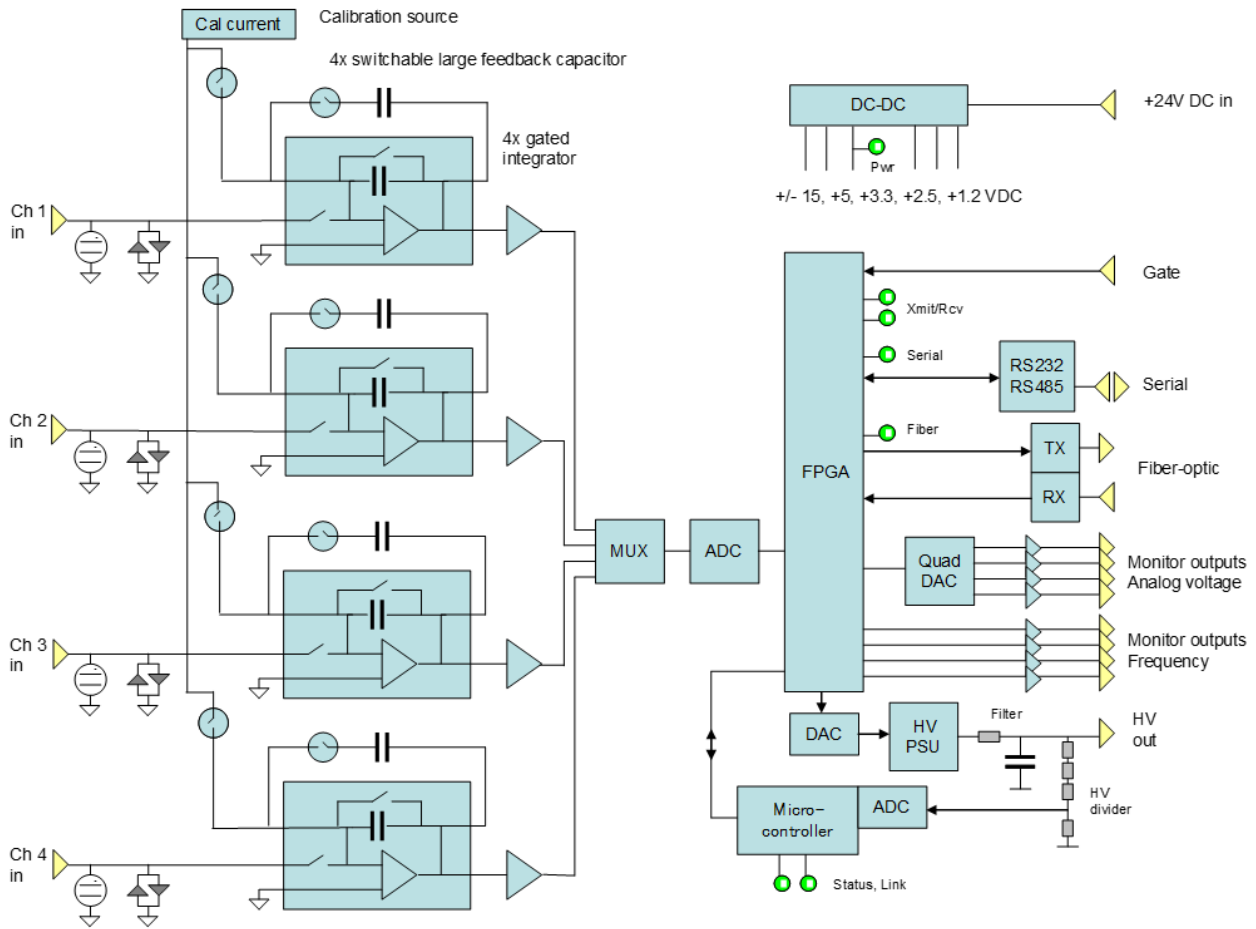 Cal current
Calibration source
4x switchable large feedback capacitor
4x gated
integrator
Ch 1
in
Ch 2
in
Ch 3
in
Ch 4
in
MUX
ADC
DC-DC
+24V DC in
Pwr
+/- 15, +5, +3.3, +2.5, +1.2 VDC
FPGA
Gate
Xmit/Rcv
Serial
RS232
RS485
Serial
Fiber
TX
RX
Fiber-optic
Quad
DAC
Monitor outputs
Analog voltage
Monitor outputs
Frequency
DAC
HV
PSU
Filter
HV
out
HV
divider
Micro-
controller
ADC
Status, Link